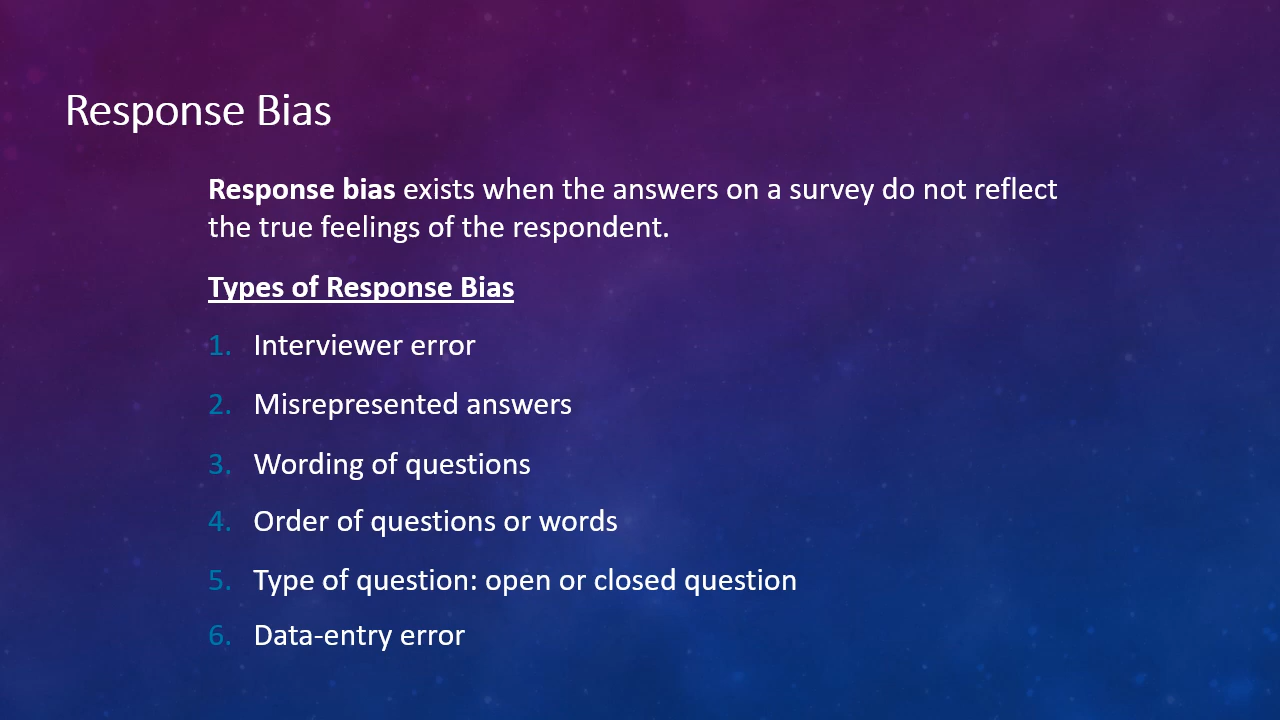 Response Bias
Response bias exists when the answers on a survey do not reflect
the true feelings of the respondent.
Types of Response Bias
1. Interviewer error
2. Misrepresented answers
3. Wording of questions
4. Order of questions or words
5. Type of question: open or closed question
6. Data-entry error